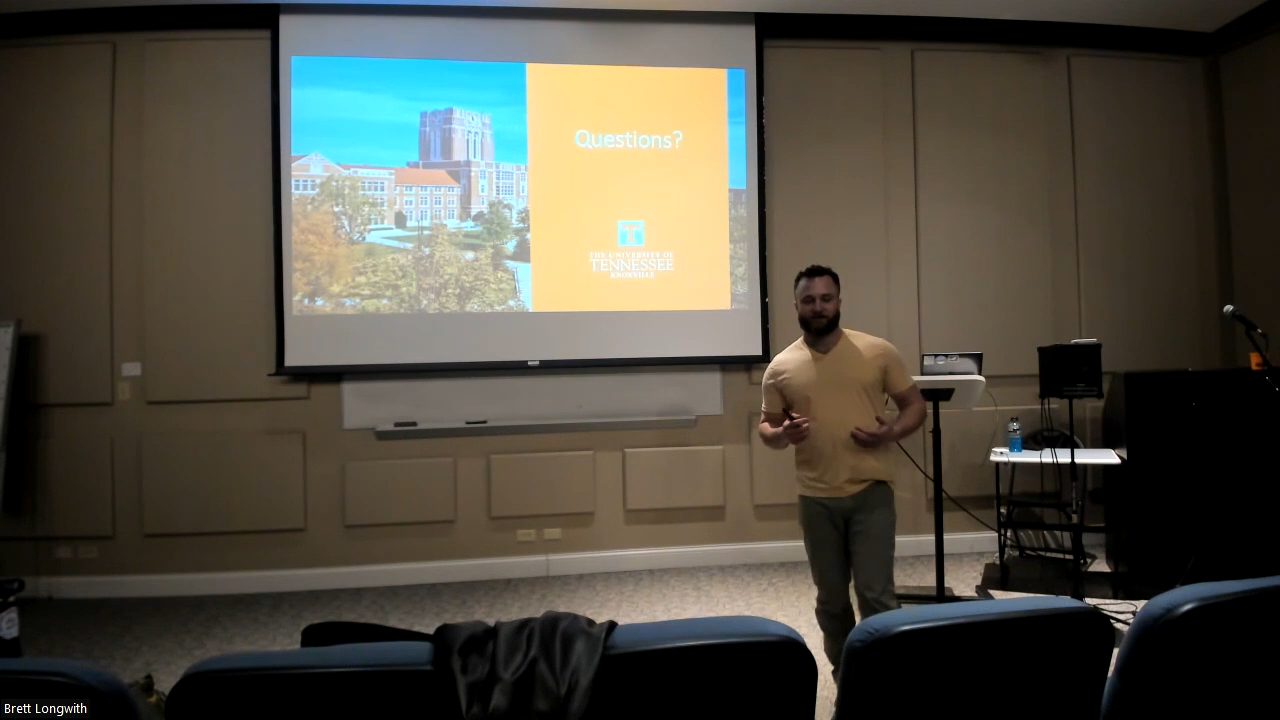 Questions?
T
THE UNIVERSITY OF
TENNESSEE
KNOXVILLE
Brett Longwith